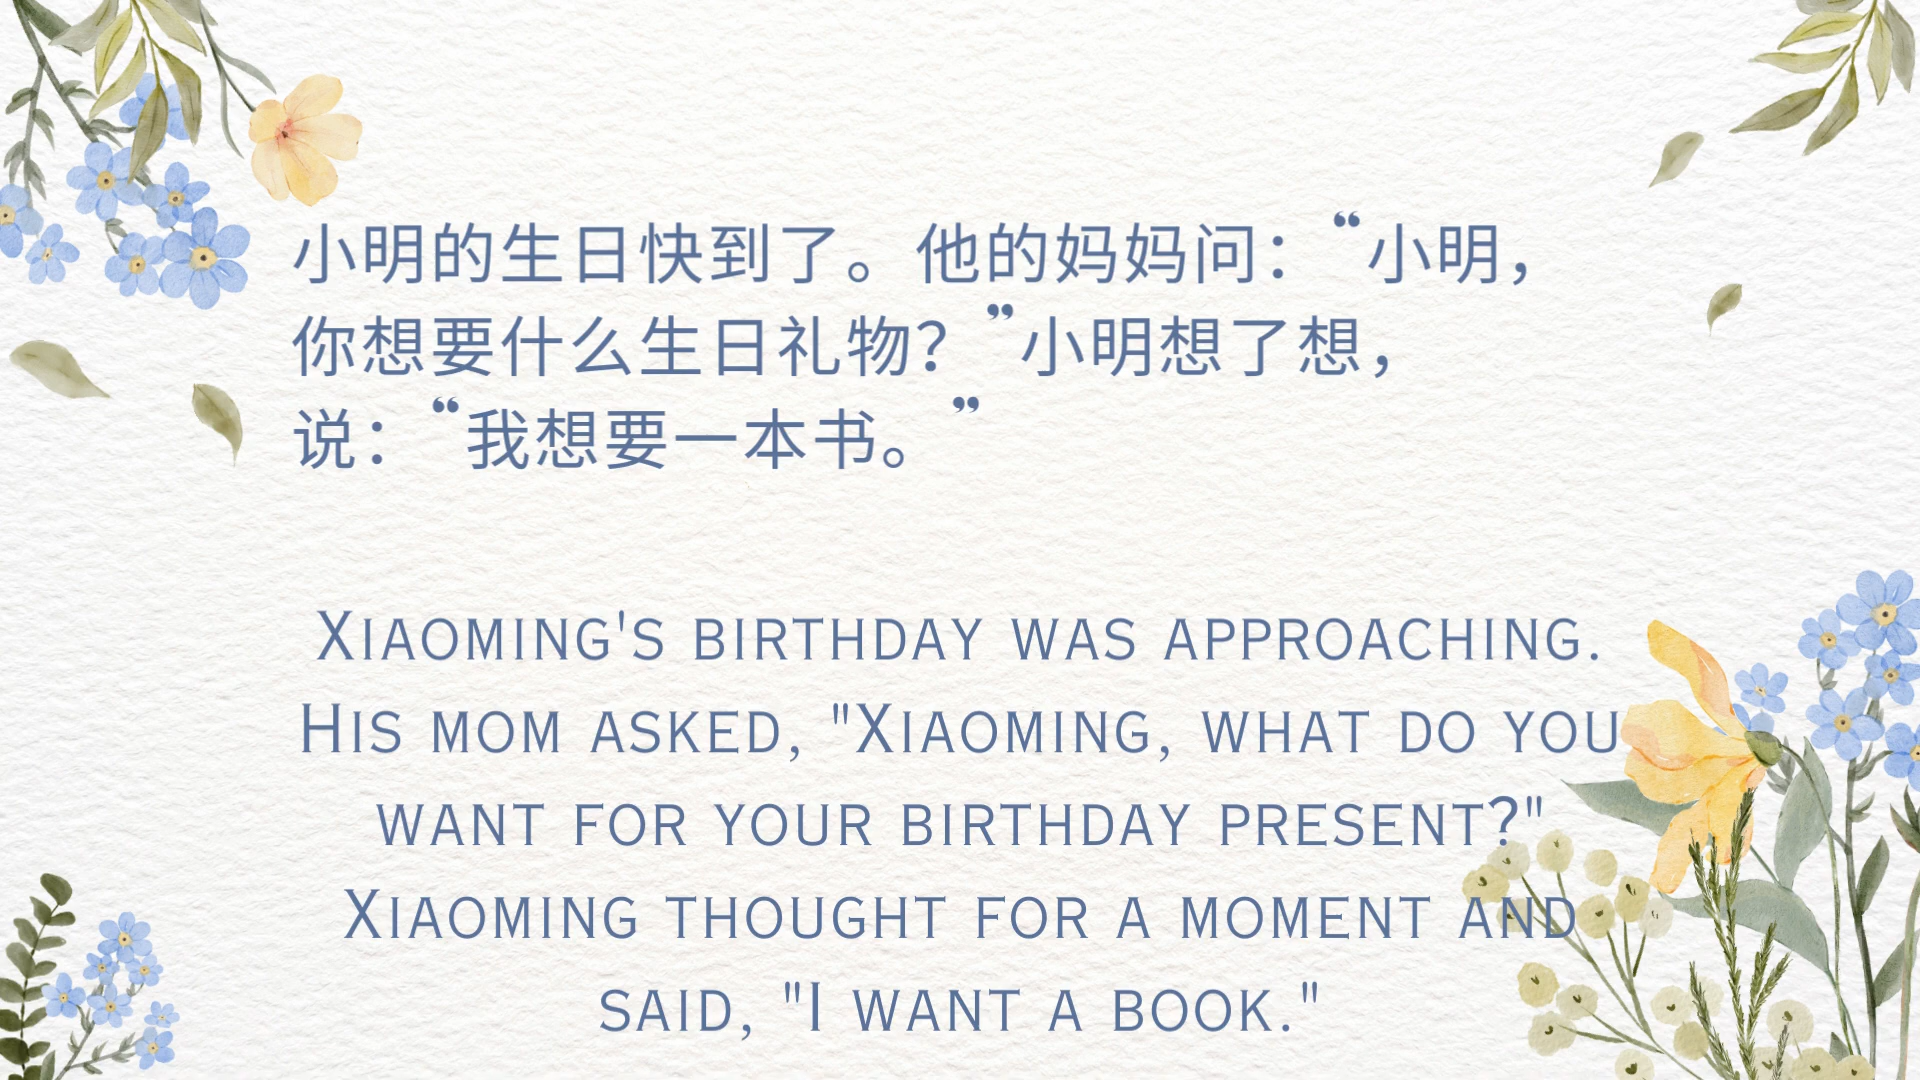 小明的生日快到了。他的妈妈问：“小明，
你想要什么生日礼物？”小明想了想，
说：“我想要一本书。”
Xiaoming's birthday was approaching.
His mom asked, "Xiaoming, what do you
want for your birthday present?"
Xiaoming thought for a moment and
said, "I want a book."